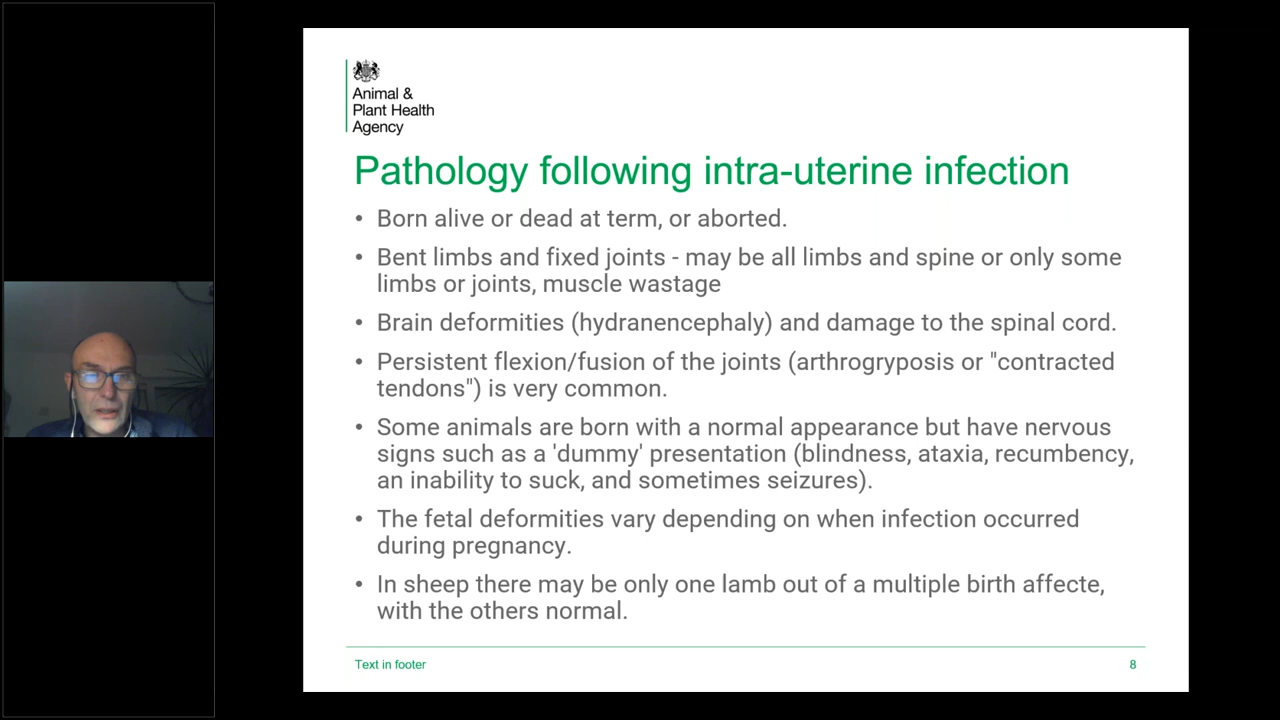 Animal &
Plant Health
Agency
Pathology following intra-uterine infection
• Born alive or dead at term, or aborted.
• Bent limbs and fixed joints - may be all limbs and spine or only some
limbs or joints, muscle wastage
• Brain deformities (hydranencephaly) and damage to the spinal cord.
• Persistent flexion/fusion of the joints (arthrogryposis or "contracted
tendons") is very common.
• Some animals are born with a normal appearance but have nervous
signs such as a 'dummy' presentation (blindness, ataxia, recumbency,
an inability to suck, and sometimes seizures).
• The fetal deformities vary depending on when infection occurred
during pregnancy.
• In sheep there may be only one lamb out of a multiple birth affecte,
with the others normal.
Text in footer
8